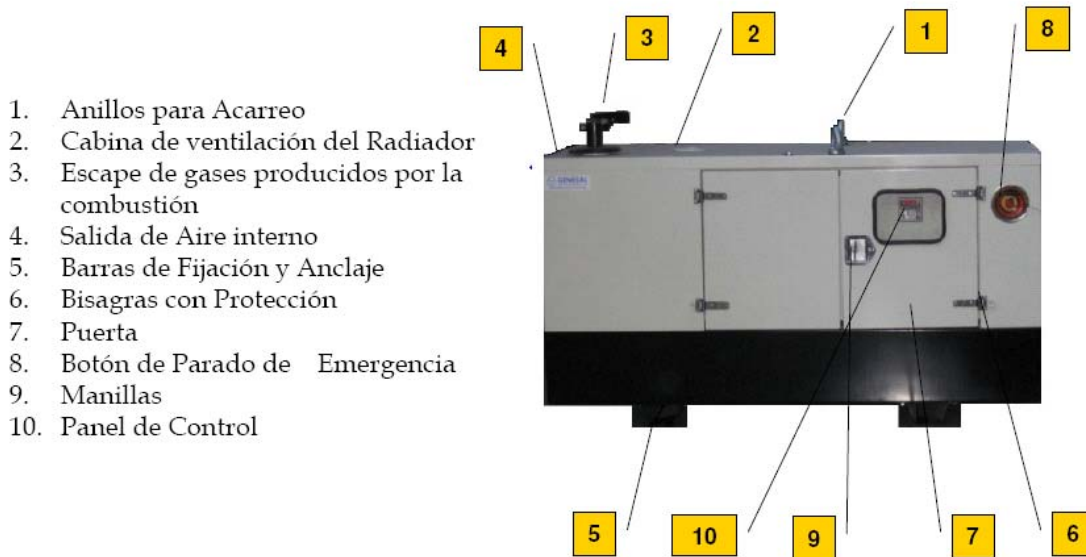 4
3
2
1
8
1. Anillos para Acarreo
2. Cabina de ventilación del Radiador
3. Escape de gases producidos por la
combustión
4. Salida de Aire interno
5. Barras de Fijación y Anclaje
6. Bisagras con Protección
7. Puerta
8. Botón de Parado de Emergencia
9. Manillas
10. Panel de Control
GENERAL
5
10
9
7
6